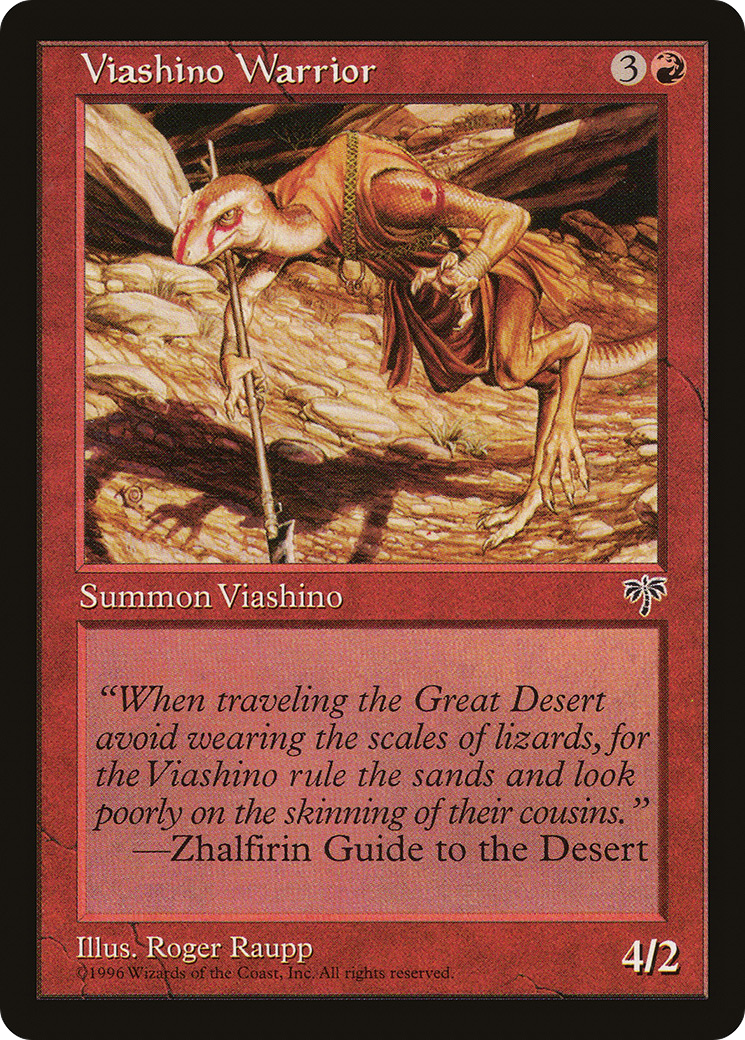 Viashino Warrior 3
Summon Viashino
“When traveling the Great Desert
avoid wearing the scales of lizards, for
the Viashino rule the sands and look
poorly on the skinning of their cousins.”
—Zhalfirin Guide to the Desert
Illus. Roger Raupp
©1996 Wizards of the Coast, Inc. All rights reserved.
4/2